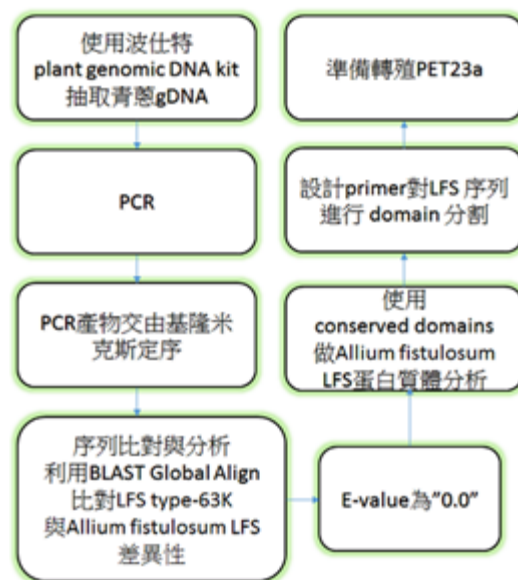 使用波仕特
plant genomic DNA kit
抽取青蔥gDNA
PCR
PCR產物交由基隆米
克斯定序
序列比對與分析
利用BLAST Global Align
比對LFS type-63K
與Allium fistulosum LFS
差異性
E-value為”0.0”
使用
conserved domains
做Allium fistulosum
LFS蛋白質體分析
設計primer對LFS 序列
進行 domain 分割
準備轉殖PET23a